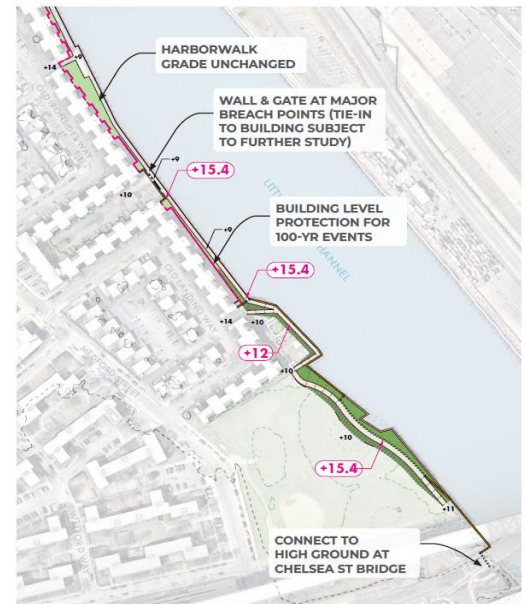 +9
HARBORWALK
GRADE UNCHANGED
+14
WALL & GATE AT MAJOR
BREACH POINTS (TIE-IN
TO BUILDING SUBJECT
TO FURTHER STUDY)
+9
+15.4
+10
BUILDING LEVEL
PROTECTION FOR
100-YR EVENTS
+9
CHANNEL
+15.4
+14
+10
+12
+10
+10
+15.4
+11
CONNECT TO
HIGH GROUND AT
CHELSEA ST BRIDGE